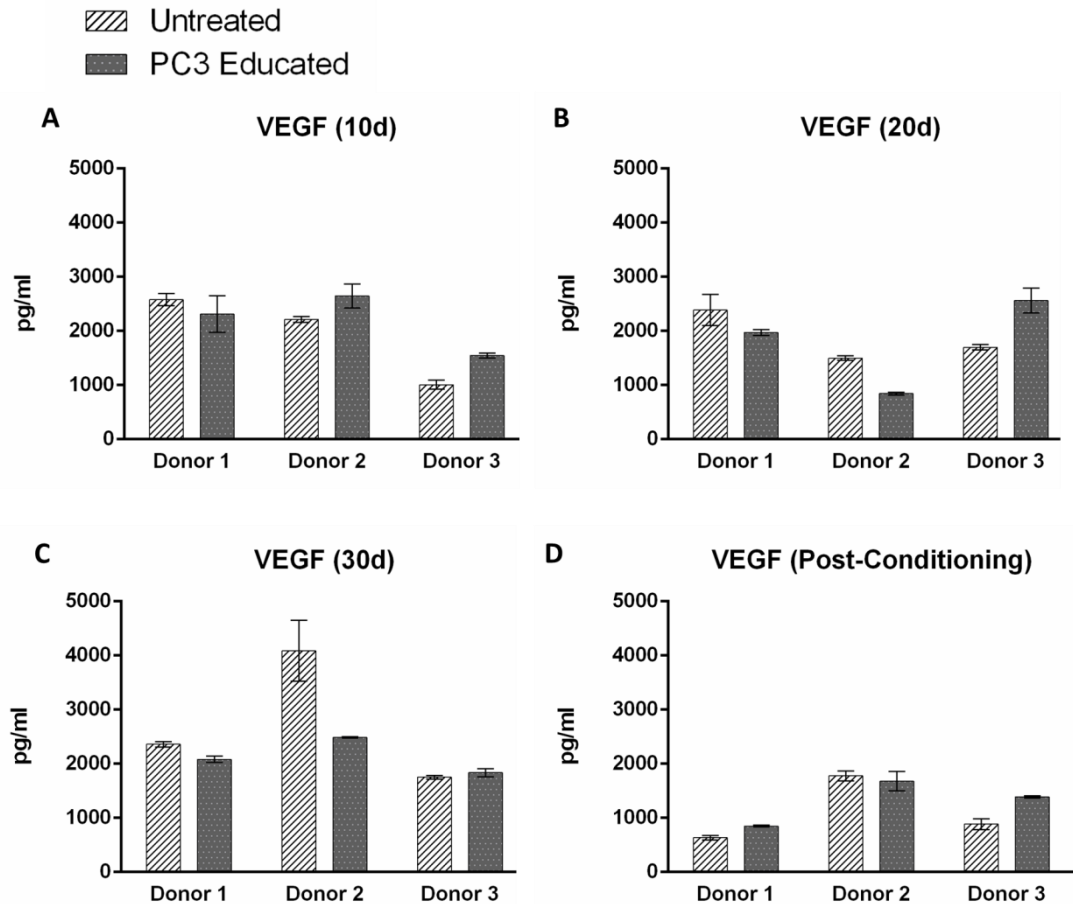 Untreated
PC3 Educated
A
VEGF (10d)
5000
4000
3000
2000
1000
0
pg/ml
Donor 1 Donor 2 Donor 3
B
VEGF (20d)
5000
4000
3000
2000
1000
0
pg/ml
Donor 1 Donor 2 Donor 3
C
VEGF (30d)
5000
4000
3000
2000
1000
0
pg/ml
Donor 1 Donor 2 Donor 3
D
VEGF (Post-Conditioning)
5000
4000
3000
2000
1000
0
pg/ml
Donor 1 Donor 2 Donor 3